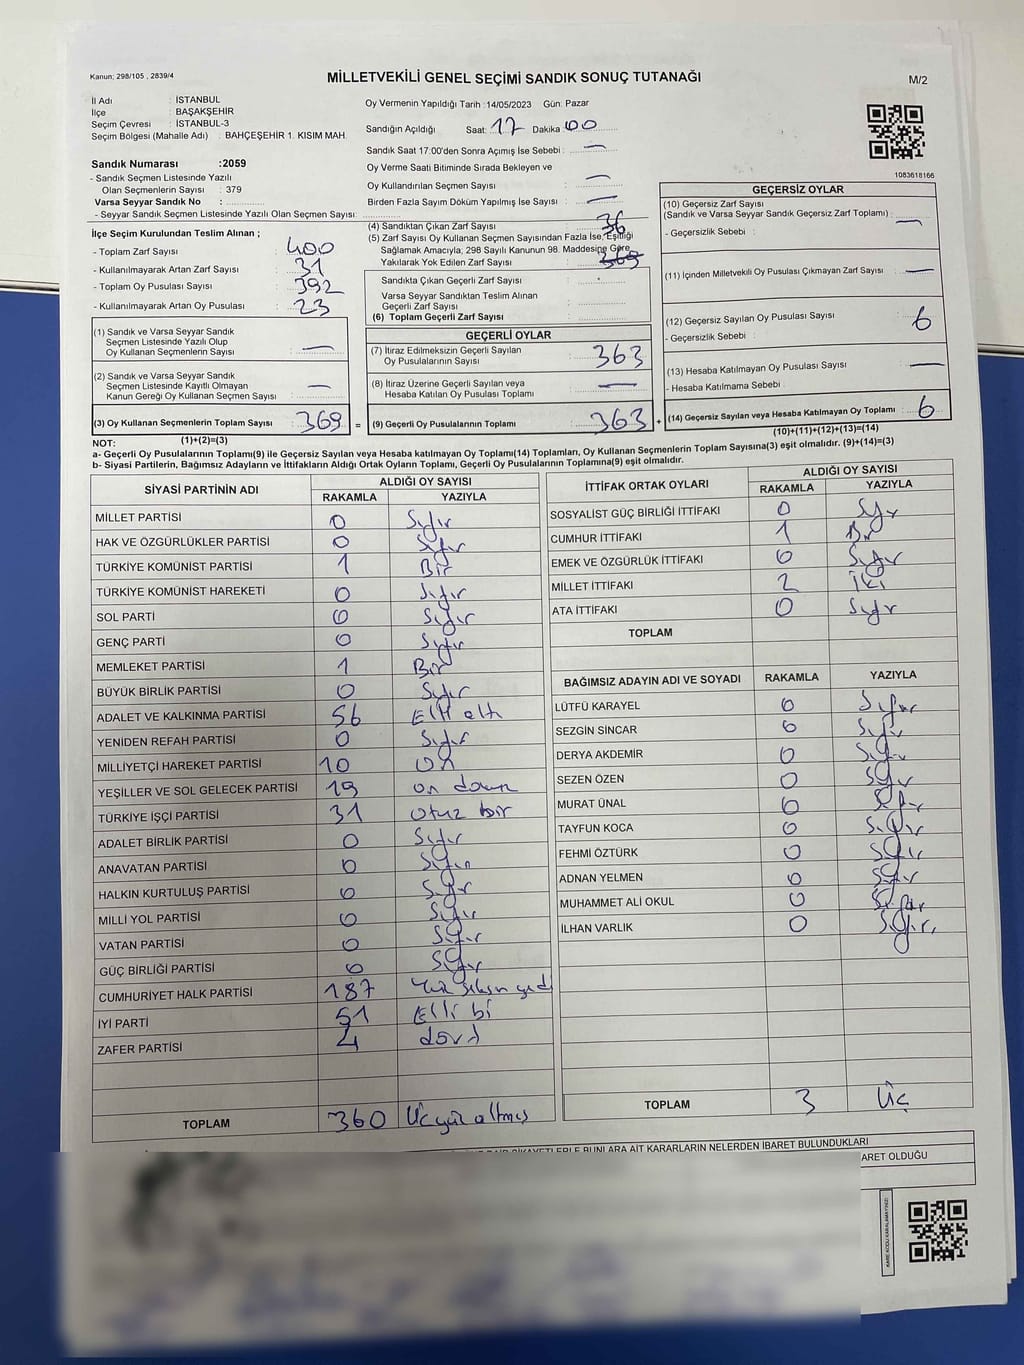 Kanun; 298/105 , 2839/4
MİLLETVEKİLİ GENEL SEÇİMİ SANDIK SONUÇ TUTANAĞI
M/2
İl Adı : İSTANBUL
İlçe : BAŞAKŞEHİR
Seçim Çevresi : İSTANBUL-3
Seçim Bölgesi (Mahalle Adı) : BAHÇEŞEHİR 1. KISIM MAH.
Oy Vermenin Yapıldığı Tarih :14/05/2023 Gün: Pazar
Sandığın Açıldığı Saat: 17 Dakika :00
Sandık Saat 17:00'den Sonra Açımış İse Sebebi : —
Oy Verme Saati Bitiminde Sırada Bekleyen ve
Oy Kullandırılan Seçmen Sayısı : —
Birden Fazla Sayım Döküm Yapılmış İse Sayısı : —
1083618166
Sandık Numarası :2059
- Sandık Seçmen Listesinde Yazılı
Olan Seçmenlerin Sayısı : 379
Varsa Seyyar Sandık No :
- Seyyar Sandık Seçmen Listesinde Yazılı Olan Seçmen Sayısı:
İlçe Seçim Kurulundan Teslim Alınan ;
- Toplam Zarf Sayısı : 400
- Kullanılmayarak Artan Zarf Sayısı : 31
- Toplam Oy Pusulası Sayısı : 392
- Kullanılmayarak Artan Oy Pusulası : 23
(1) Sandık ve Varsa Seyyar Sandık
Seçmen Listesinde Yazılı Olup
Oy Kullanan Seçmenlerin Sayısı : —
(2) Sandık ve Varsa Seyyar Sandık
Seçmen Listesinde Kayıtlı Olmayan
Kanun Gereği Oy Kullanan Seçmen Sayısı : —
(3) Oy Kullanan Seçmenlerin Toplam Sayısı : 369 =
(1)+(2)=(3)
(4) Sandıktan Çıkan Zarf Sayısı : 36
(5) Zarf Sayısı Oy Kullanan Seçmen Sayısından Fazla İse, Eşitliği
Sağlamak Amacıyla, 298 Sayılı Kanunun 98. Maddesine Göre
Yakılarak Yok Edilen Zarf Sayısı : 369
Sandıkta Çıkan Geçerli Zarf Sayısı :
Varsa Seyyar Sandıktan Teslim Alınan
Geçerli Zarf Sayısı :
(6) Toplam Geçerli Zarf Sayısı :
GEÇERLİ OYLAR
(7) İtiraz Edilmeksizin Geçerli Sayılan
Oy Pusulalarının Sayısı : 363
(8) İtiraz Üzerine Geçerli Sayılan veya
Hesaba Katılan Oy Pusulası Toplamı : —
(9) Geçerli Oy Pusulalarının Toplamı : 363 +
GEÇERSİZ OYLAR
(10) Geçersiz Zarf Sayısı
(Sandık ve Varsa Seyyar Sandık Geçersiz Zarf Toplamı) : —
- Geçersizlik Sebebi :
(11) İçinden Milletvekili Oy Pusulası Çıkmayan Zarf Sayısı : —
(12) Geçersiz Sayılan Oy Pusulası Sayısı : 6
- Geçersizlik Sebebi :
(13) Hesaba Katılmayan Oy Pusulası Sayısı : —
- Hesaba Katılmama Sebebi :
(14) Geçersiz Sayılan veya Hesaba Katılmayan Oy Toplamı : 6
(10)+(11)+(12)+(13)=(14)
NOT:
a- Geçerli Oy Pusulalarının Toplamı(9) ile Geçersiz Sayılan veya Hesaba katılmayan Oy Toplamı(14) Toplamları, Oy Kullanan Seçmenlerin Toplam Sayısına(3) eşit olmalıdır. (9)+(14)=(3)
b- Siyasi Partilerin, Bağımsız Adayların ve İttifakların Aldığı Ortak Oyların Toplamı, Geçerli Oy Pusulalarının Toplamına(9) eşit olmalıdır.
SİYASİ PARTİNİN ADI ALDIĞI OY SAYISI
RAKAMLA YAZIYLA
MİLLET PARTİSİ 0 Sıfır
HAK VE ÖZGÜRLÜKLER PARTİSİ 0 Sıfır
TÜRKİYE KOMÜNİST PARTİSİ 1 Bir
TÜRKİYE KOMÜNİST HAREKETİ 0 Sıfır
SOL PARTİ 0 Sıfır
GENÇ PARTİ 0 Sıfır
MEMLEKET PARTİSİ 1 Bir
BÜYÜK BİRLİK PARTİSİ 0 Sıfır
ADALET VE KALKINMA PARTİSİ 56 Elli altı
YENİDEN REFAH PARTİSİ 0 Sıfır
MİLLİYETÇİ HAREKET PARTİSİ 10 On
YEŞİLLER VE SOL GELECEK PARTİSİ 19 on
TÜRKİYE İŞÇİ PARTİSİ 31 otuz bir
ADALET BİRLİK PARTİSİ 0 Sıfır
ANAVATAN PARTİSİ 0 Sıfır
HALKIN KURTULUŞ PARTİSİ 0 Sıfır
MİLLİ YOL PARTİSİ 0 Sıfır
VATAN PARTİSİ 0 Sıfır
GÜÇ BİRLİĞİ PARTİSİ 0 Sıfır
CUMHURİYET HALK PARTİSİ 187 Yüz
İYİ PARTİ 51 Elli bi
ZAFER PARTİSİ 4 dört
TOPLAM 360 Üçyüz altmış
İTTİFAK ORTAK OYLARI ALDIĞI OY SAYISI
RAKAMLA YAZIYLA
SOSYALİST GÜÇ BİRLİĞİ İTTİFAKI 0 Sıfır
CUMHUR İTTİFAKI 1 Bir
EMEK VE ÖZGÜRLÜK İTTİFAKI 0 Sıfır
MİLLET İTTİFAKI 2 İki
ATA İTTİFAKI 0 Sıfır
TOPLAM
BAĞIMSIZ ADAYIN ADI VE SOYADI RAKAMLA YAZIYLA
LÜTFÜ KARAYEL 0 Sıfır
SEZGİN SİNCAR 0 Sıfır
DERYA AKDEMİR 0 Sıfır
SEZEN ÖZEN 0 Sıfır
MURAT ÜNAL 0 Sıfır
TAYFUN KOCA 0 Sıfır
FEHMİ ÖZTÜRK 0 Sıfır
ADNAN YELMEN 0 Sıfır
MUHAMMET ALİ OKUL 0 Sıfır
İLHAN VARLIK 0 Sıfır
TOPLAM 3 Üç
BUNLARA AİT KARARLARIN NELERDEN İBARET BULUNDUKLARI
ARET OLDUĞU
KARE KODU KARALAMAYINIZ!